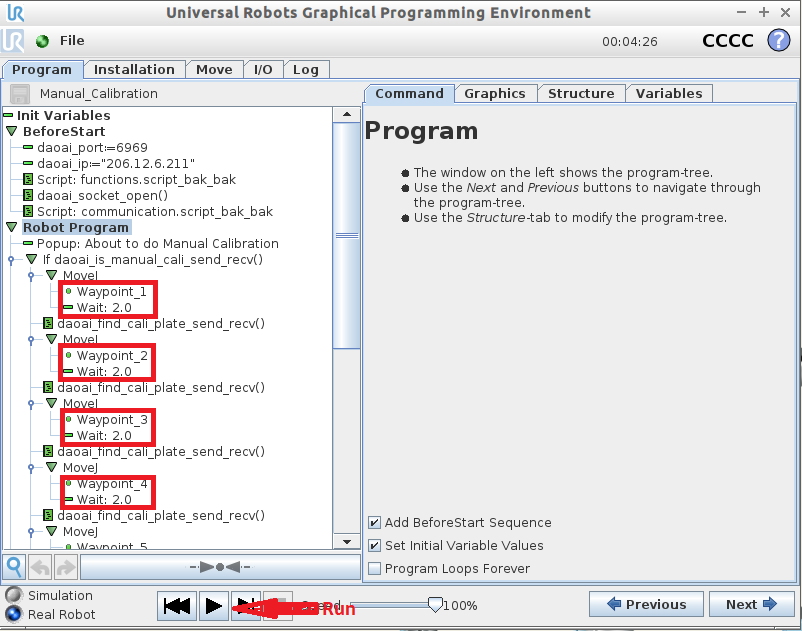 UR
Universal Robots Graphical Programming Environment
UR
File
00:04:26
CCCC
?
Program
Installation
Move
I/O
Log
Manual_Calibration
Init Variables
BeforeStart
daoai_port:=6969
daoai_ip:="206.12.6.211"
Script: functions.script_bak_bak
daoai_socket_open()
Script: communication.script_bak_bak
Robot Program
Popup: About to do Manual Calibration
If daoai_is_manual_cali_send_recv()
MoveJ
Waypoint_1
Wait: 2.0
daoai_find_cali_plate_send_recv()
MoveJ
Waypoint_2
Wait: 2.0
daoai_find_cali_plate_send_recv()
MoveJ
Waypoint_3
Wait: 2.0
daoai_find_cali_plate_send_recv()
MoveJ
Waypoint_4
Wait: 2.0
daoai_find_cali_plate_send_recv()
MoveJ
Waypoint_5
Command
Graphics
Structure
Variables
Program
The window on the left shows the program-tree.
Use the Next and Previous buttons to navigate through
the program-tree.
Use the Structure-tab to modify the program-tree.
Add BeforeStart Sequence
Set Initial Variable Values
Program Loops Forever
Simulation
Real Robot
Run
100%
Previous
Next